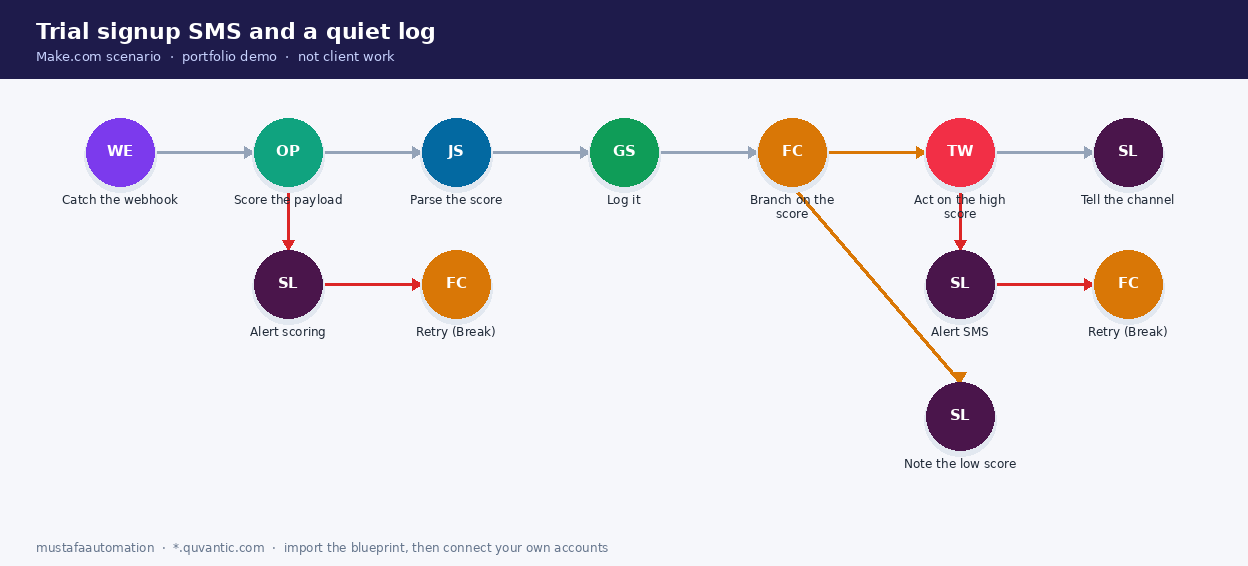 Trial signup SMS and a quiet log
Make.com scenario · portfolio demo · not client work
WE
OP
JS
GS
FC
TW
SL
Catch the webhook
Score the payload
Parse the score
Log it
Branch on the
score
Act on the high
score
Tell the channel
SL
FC
SL
FC
Alert scoring
Retry (Break)
Alert SMS
Retry (Break)
SL
Note the low score
mustafaautomation · *.quvantic.com · import the blueprint, then connect your own accounts